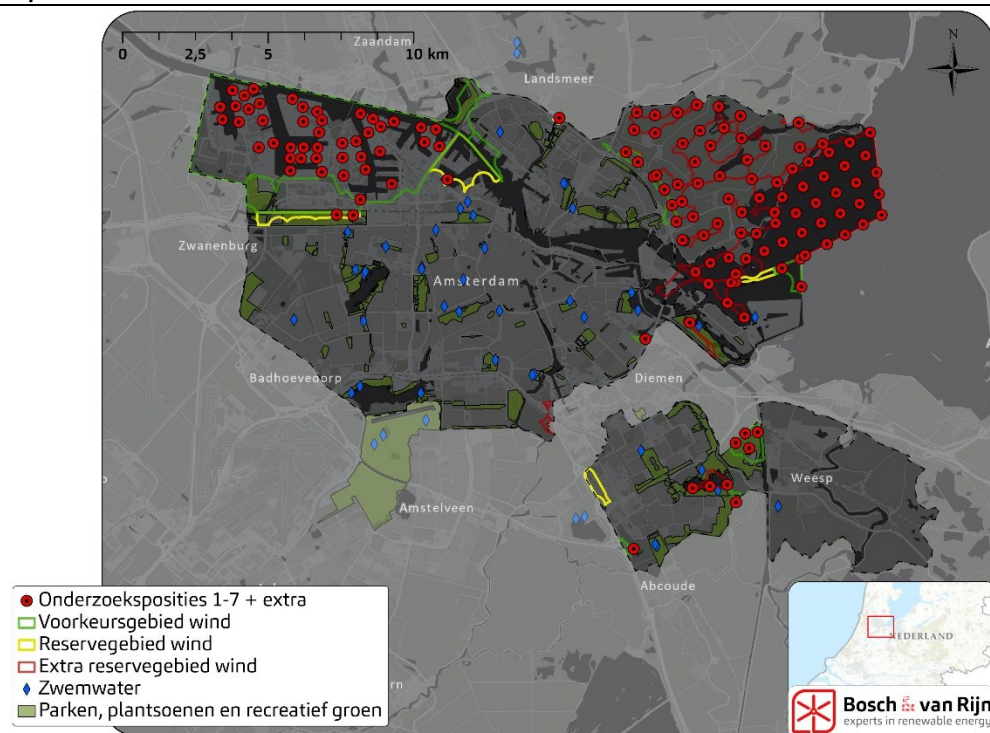 Zaandam
N
0 2,5 5 10 km
Landsmeer
Zwanenburg
Amsterdam
Badhoevedorp
Diemen
Weesp
Amstelveen
Abcoude
Onderzoeksposities 1-7 + extra
Voorkeursgebied wind
Reservegebied wind
Extra reservegebied wind
Zwemwater
Parken, plantsoenen en recreatief groen
NEDERLAND
Bosch & van Rijn
experts in renewable energy